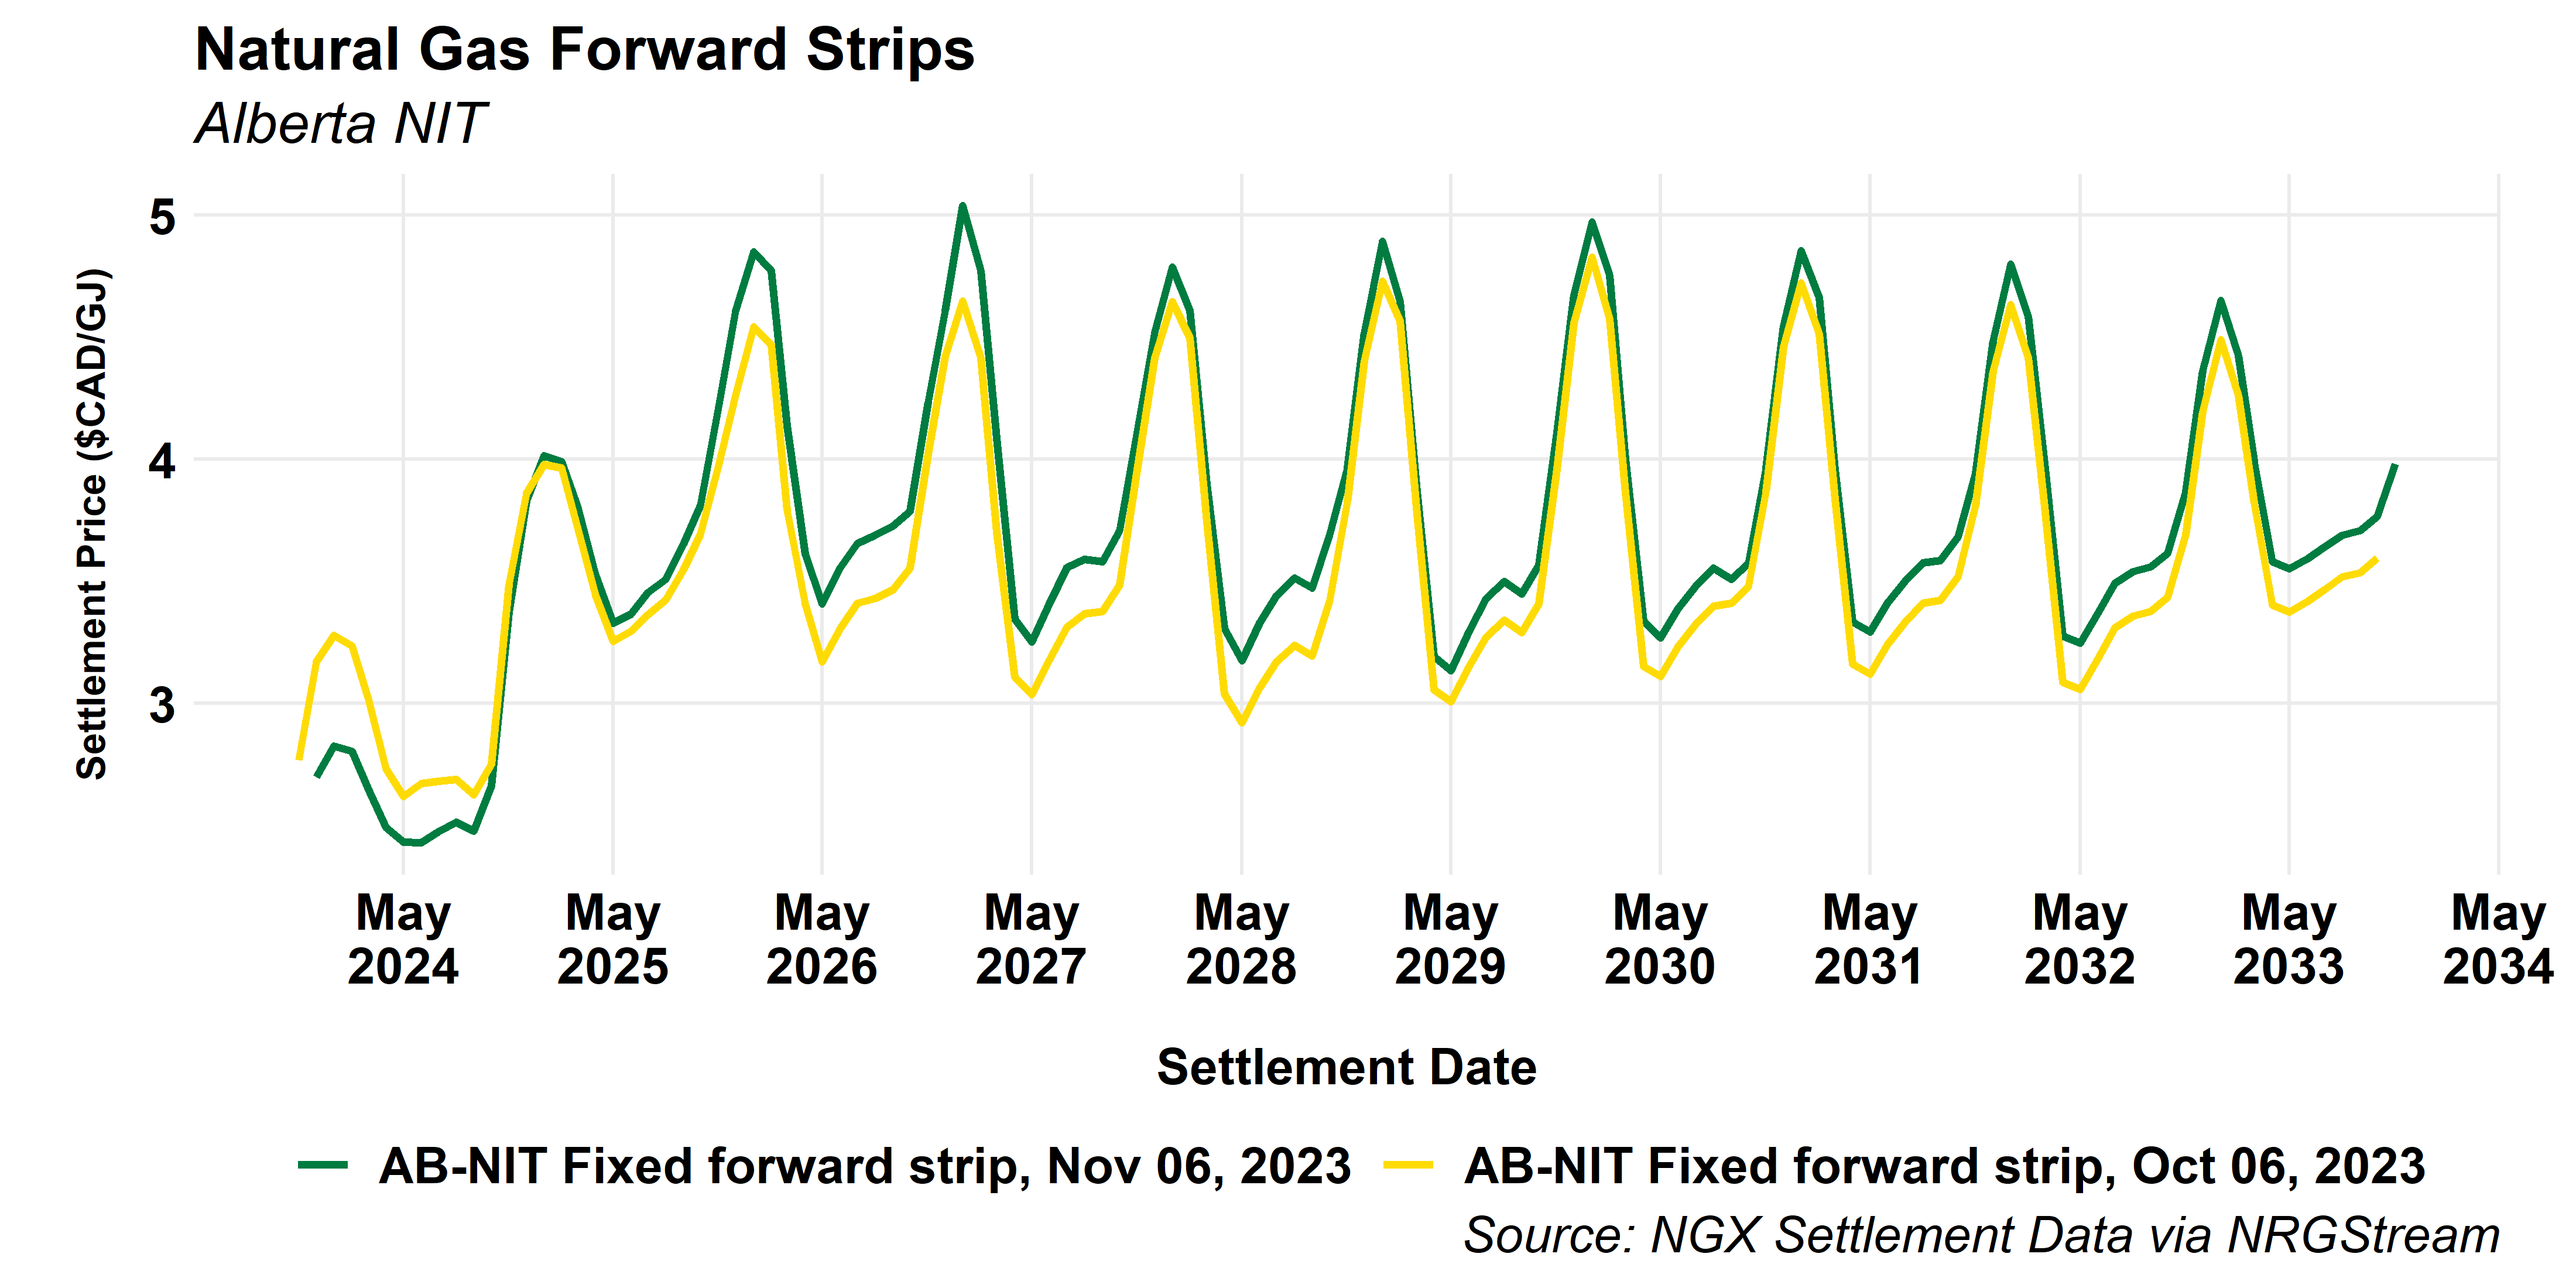 Natural Gas Forward Strips
Alberta NIT
Settlement Price ($CAD/GJ)
5
4
3
May 2024
May 2025
May 2026
May 2027
May 2028
May 2029
May 2030
May 2031
May 2032
May 2033
May 2034
Settlement Date
AB-NIT Fixed forward strip, Nov 06, 2023
AB-NIT Fixed forward strip, Oct 06, 2023
Source: NGX Settlement Data via NRGStream